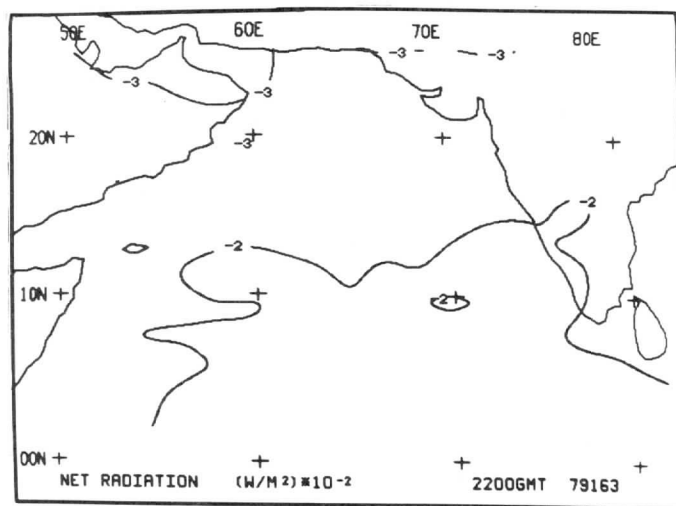 50E 60E 70E 80E
-3 - -3 -
-3 -3
20N
-3
-2
-2
10N -2
00N
NET RADIATION (W/M²)*10⁻² 2200GMT 79163